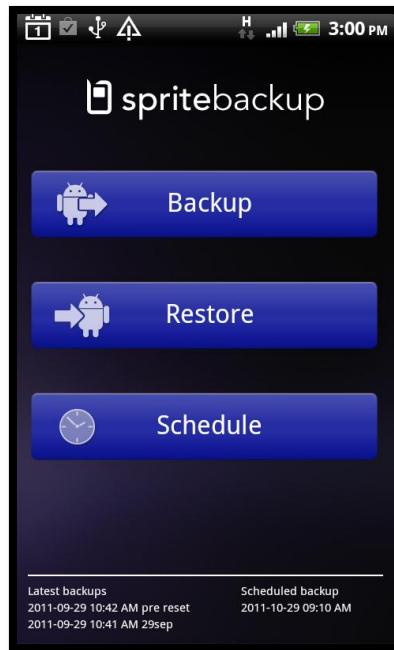 1
H
3:00 PM
spritebackup
Backup
Restore
Schedule
Latest backups
2011-09-29 10:42 AM pre reset
2011-09-29 10:41 AM 29sep
Scheduled backup
2011-10-29 09:10 AM